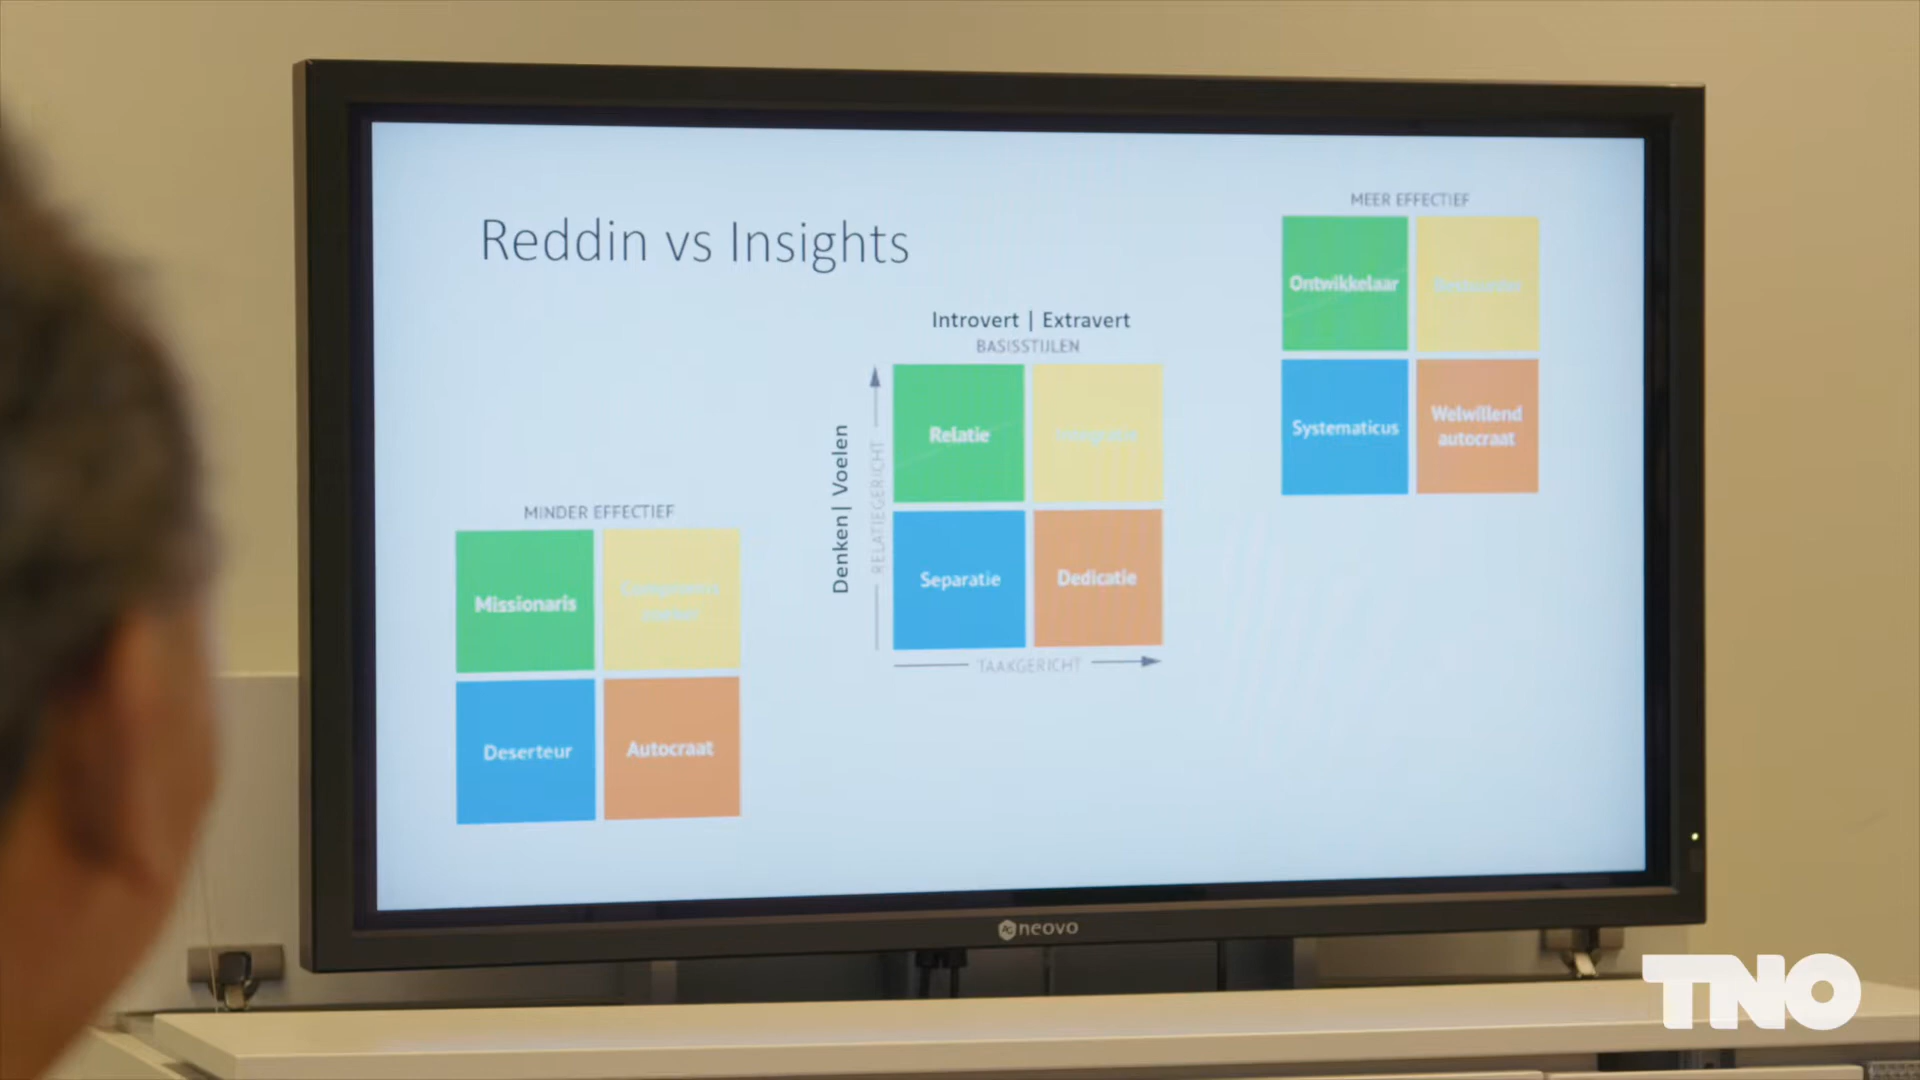 Reddin vs Insights
MEER EFFECTIEF
Ontwikkelaar
Systematicus
Welwillend
autocraat
Introvert | Extravert
BASISSTIJLEN
Denken| Voelen
RELATIEGERICHT
Relatie
Integratie
Separatie
Dedicatie
TAAKGERICHT
MINDER EFFECTIEF
Missionaris
Deserteur
Autocraat
neovo
TNO